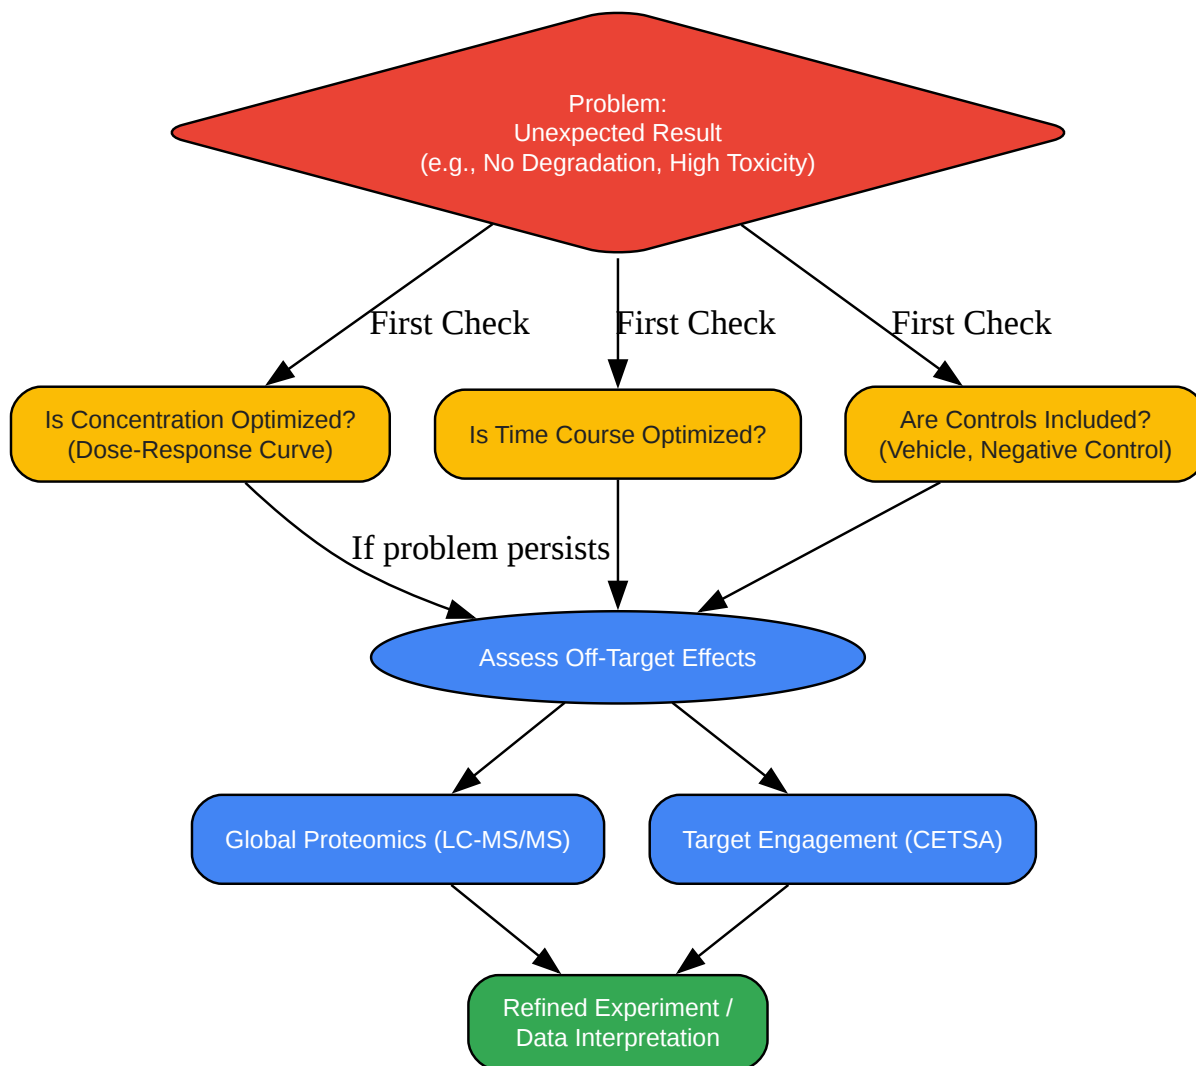 Problem:
Unexpected Result
(e.g., No Degradation, High Toxicity)
First Check
First Check
First Check
Is Concentration Optimized?
(Dose-Response Curve)
Is Time Course Optimized?
Are Controls Included?
(Vehicle, Negative Control)
If problem persists
Assess Off-Target Effects
Global Proteomics (LC-MS/MS)
Target Engagement (CETSA)
Refined Experiment /
Data Interpretation